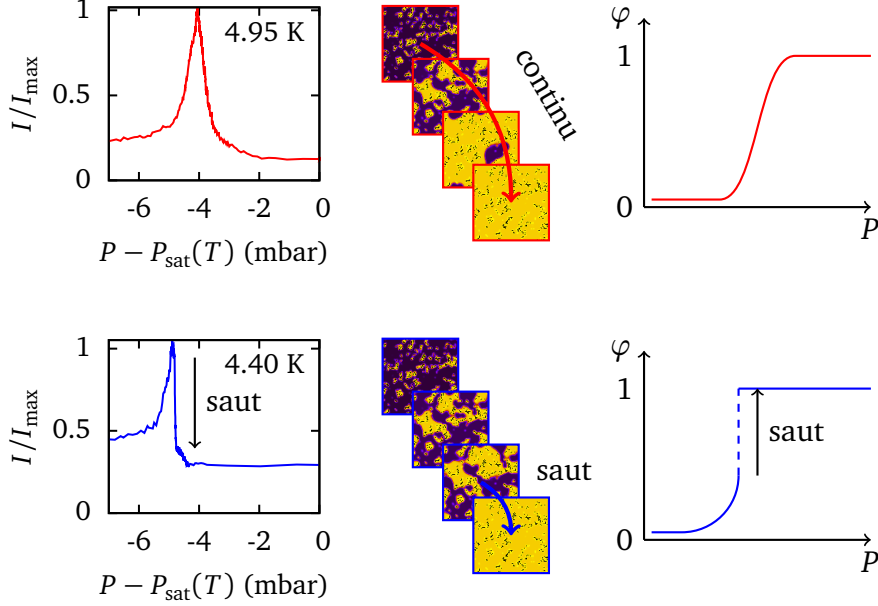 1
0.5
0
I/I_max
4.95 K
-6
-4
-2
0
P − P_sat(T) (mbar)
continu
φ
1
0
P
1
0.5
0
I/I_max
4.40 K
saut
-6
-4
-2
0
P − P_sat(T) (mbar)
saut
φ
1
saut
0
P